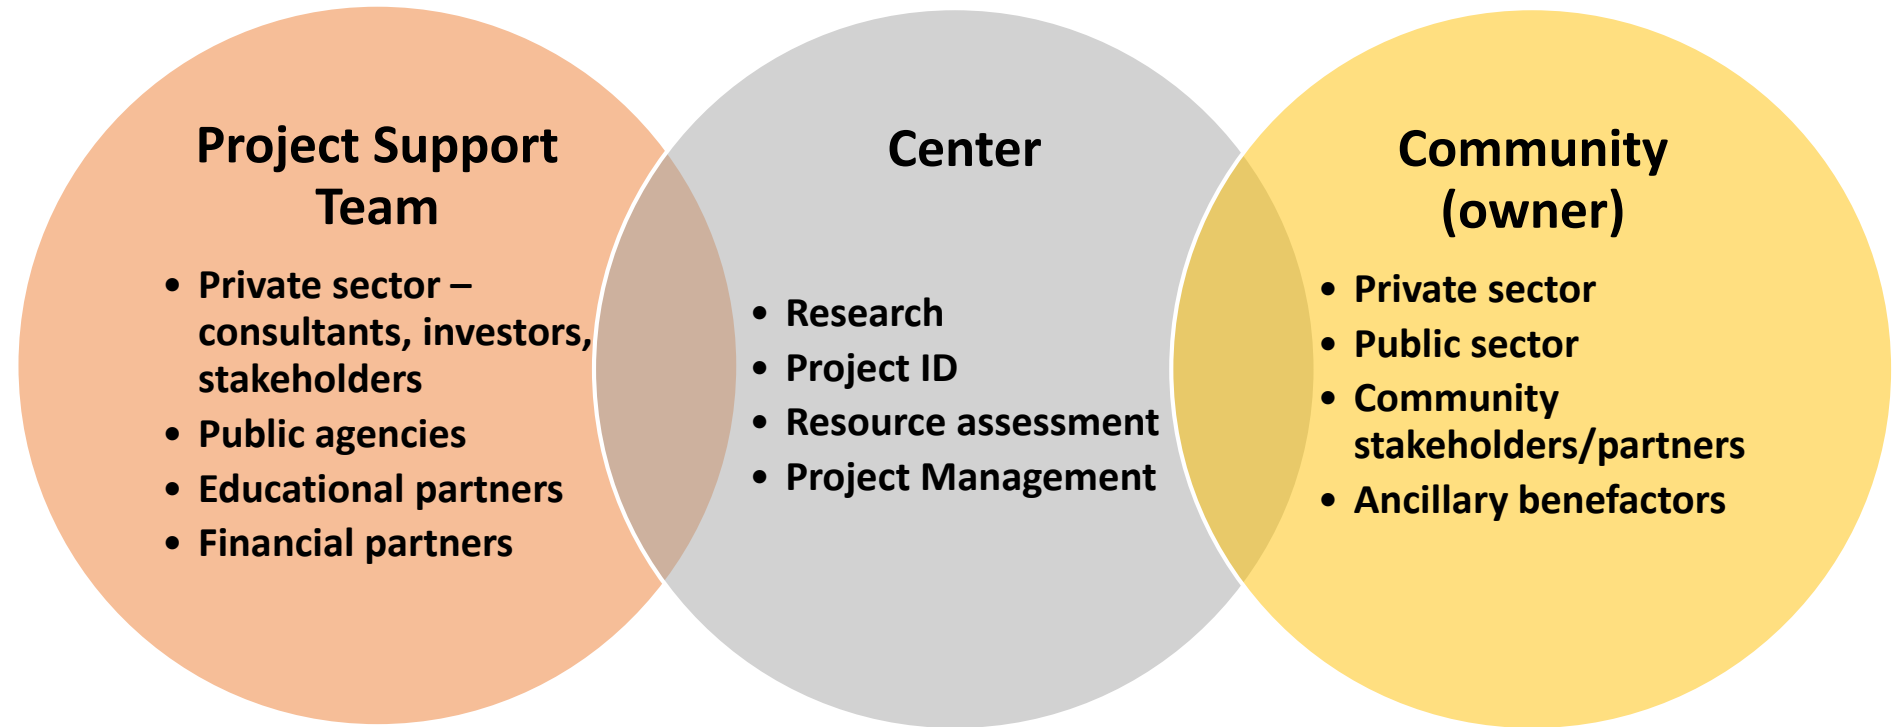 Project Support
Team
• Private sector –
consultants, investors,
stakeholders
• Public agencies
• Educational partners
• Financial partners
Center
• Research
• Project ID
• Resource assessment
• Project Management
Community
(owner)
• Private sector
• Public sector
• Community
stakeholders/partners
• Ancillary benefactors